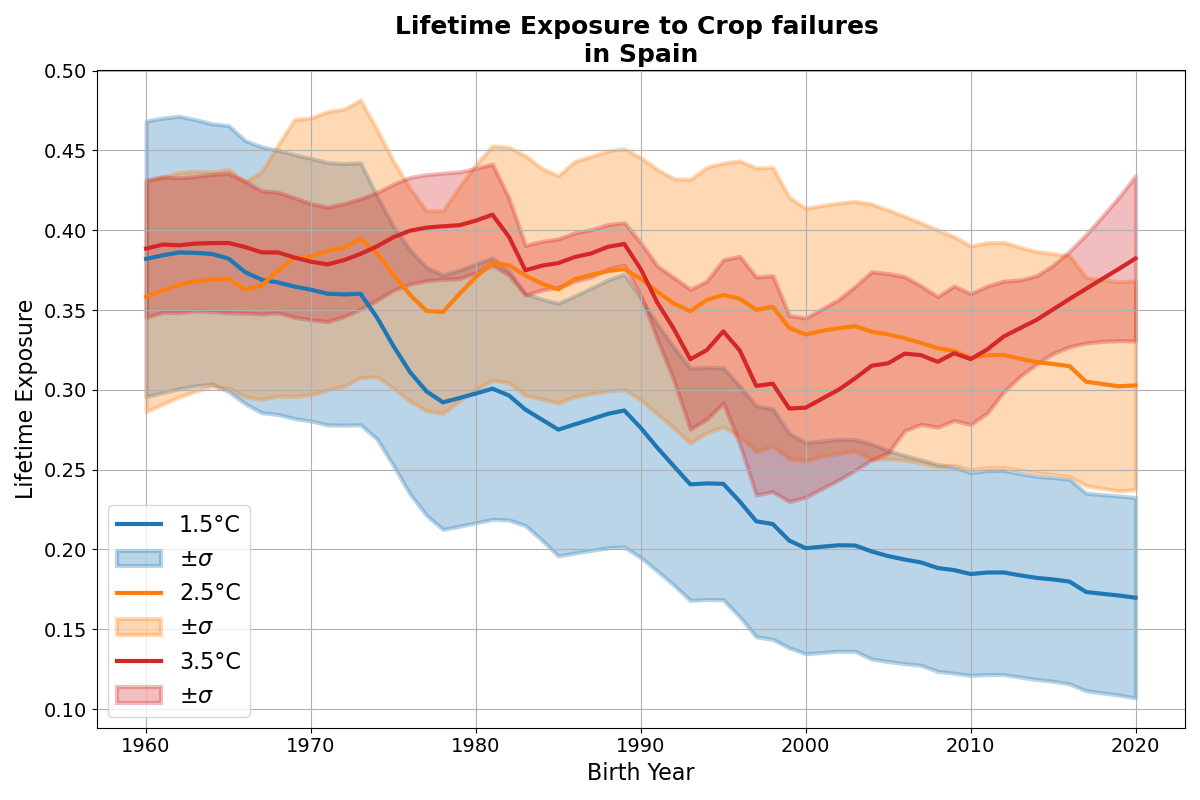 Lifetime Exposure to Crop failures
in Spain
Lifetime Exposure
0.50
0.45
0.40
0.35
0.30
0.25
0.20
0.15
0.10
1.5°C
±σ
2.5°C
±σ
3.5°C
±σ
1960
1970
1980
1990
2000
2010
2020
Birth Year